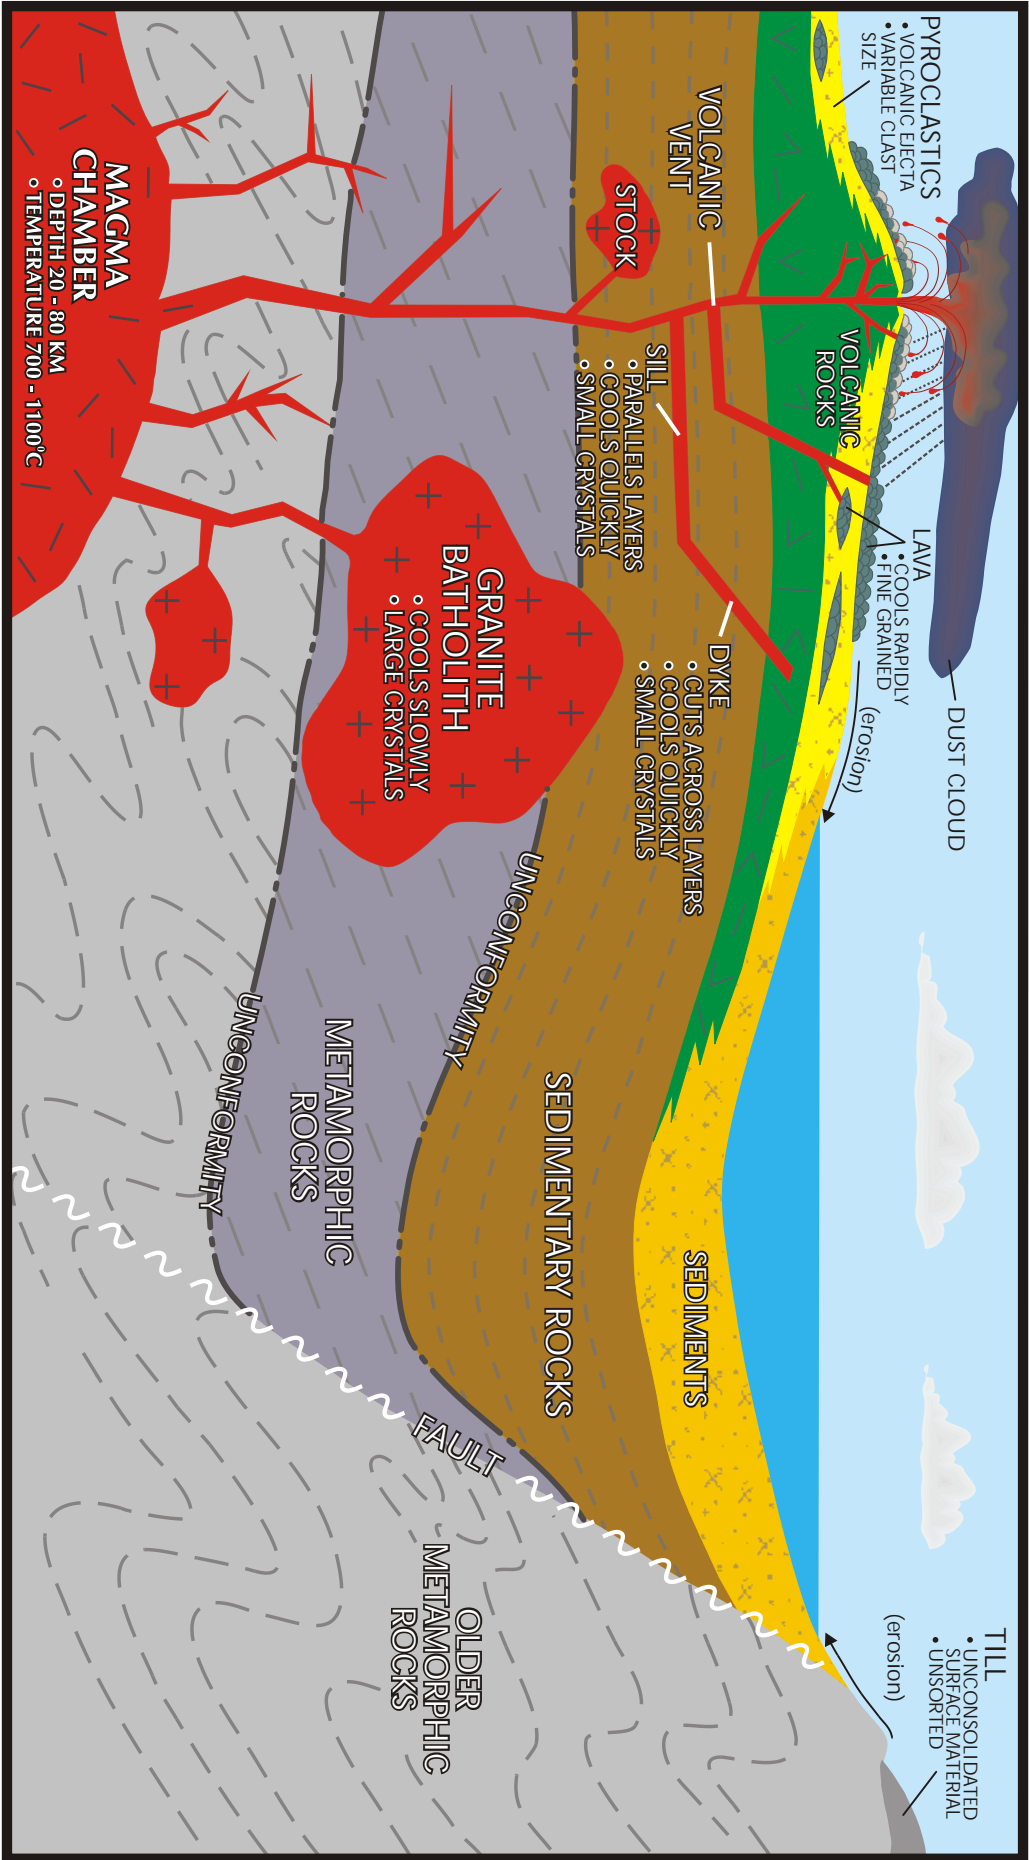 PYROCLASTICS
• VOLCANIC EJECTA
• VARIABLE CLAST
SIZE
LAVA
• COOLS RAPIDLY
• FINE GRAINED
DUST CLOUD
(erosion)
TILL
• UNCONSOLIDATED
SURFACE MATERIAL
• UNSORTED
(erosion)
VOLCANIC
ROCKS
VOLCANIC
VENT
STOCK
SILL
• PARALLELS LAYERS
• COOLS QUICKLY
• SMALL CRYSTALS
DYKE
• CUTS ACROSS LAYERS
• COOLS QUICKLY
• SMALL CRYSTALS
SEDIMENTS
SEDIMENTARY ROCKS
UNCONFORMITY
GRANITE
BATHOLITH
• COOLS SLOWLY
• LARGE CRYSTALS
METAMORPHIC
ROCKS
UNCONFORMITY
FAULT
OLDER
METAMORPHIC
ROCKS
MAGMA
CHAMBER
• DEPTH 20 - 80 KM
• TEMPERATURE 700 - 1100°C